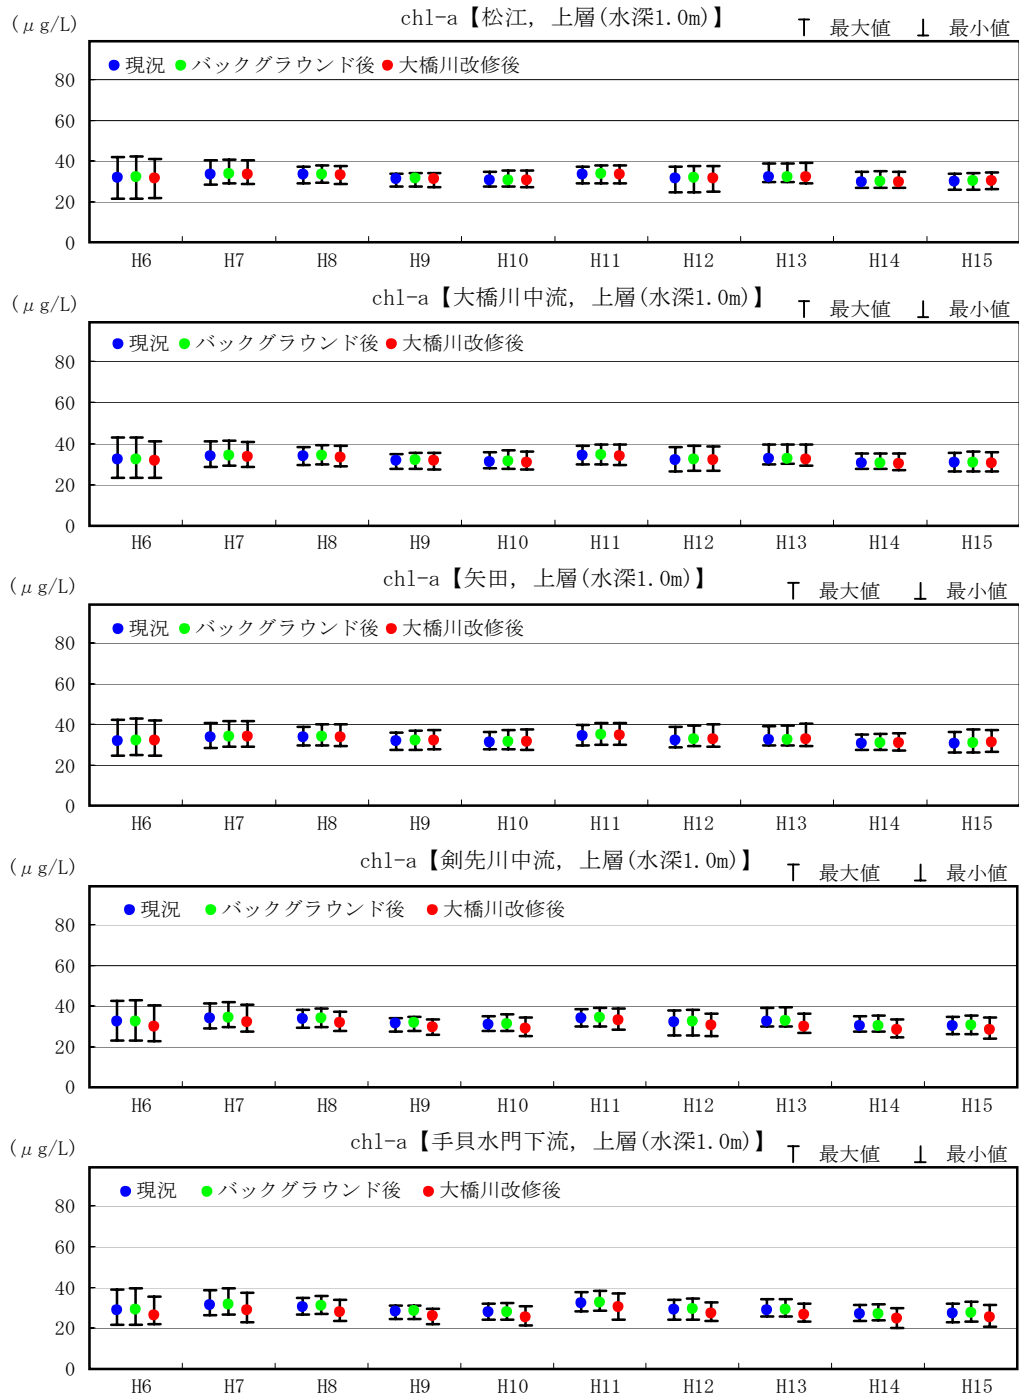 (μg/L) chl-a【松江, 上層(水深1.0m)】 最大値 最小値
● 現況 ● バックグラウンド後 ● 大橋川改修後
80
60
40
20
0
H6 H7 H8 H9 H10 H11 H12 H13 H14 H15
(μg/L) chl-a【大橋川中流, 上層(水深1.0m)】 最大値 最小値
● 現況 ● バックグラウンド後 ● 大橋川改修後
80
60
40
20
0
H6 H7 H8 H9 H10 H11 H12 H13 H14 H15
(μg/L) chl-a【矢田, 上層(水深1.0m)】 最大値 最小値
● 現況 ● バックグラウンド後 ● 大橋川改修後
80
60
40
20
0
H6 H7 H8 H9 H10 H11 H12 H13 H14 H15
(μg/L) chl-a【剣先川中流, 上層(水深1.0m)】 最大値 最小値
● 現況 ● バックグラウンド後 ● 大橋川改修後
80
60
40
20
0
H6 H7 H8 H9 H10 H11 H12 H13 H14 H15
(μg/L) chl-a【手貝水門下流, 上層(水深1.0m)】 最大値 最小値
● 現況 ● バックグラウンド後 ● 大橋川改修後
80
60
40
20
0
H6 H7 H8 H9 H10 H11 H12 H13 H14 H15